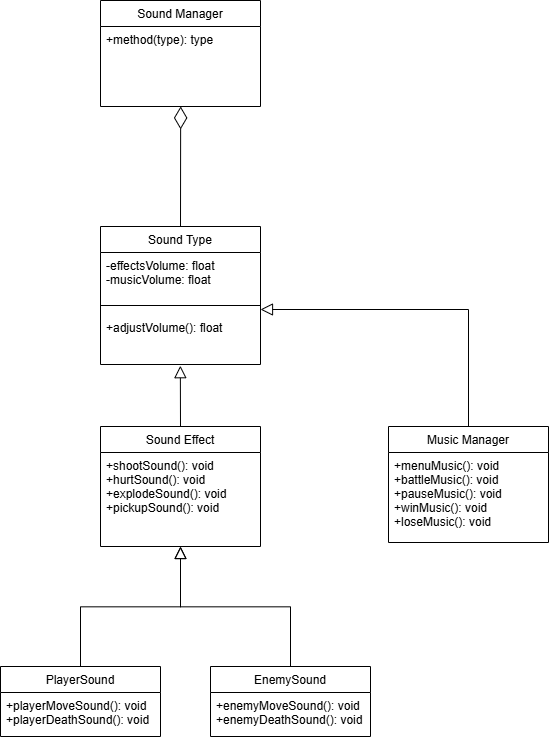 Sound Manager
+method(type): type
Sound Type
-effectsVolume: float
-musicVolume: float
+adjustVolume(): float
Sound Effect
+shootSound(): void
+hurtSound(): void
+explodeSound(): void
+pickupSound(): void
Music Manager
+menuMusic(): void
+battleMusic(): void
+pauseMusic(): void
+winMusic(): void
+loseMusic(): void
PlayerSound
+playerMoveSound(): void
+playerDeathSound(): void
EnemySound
+enemyMoveSound(): void
+enemyDeathSound(): void